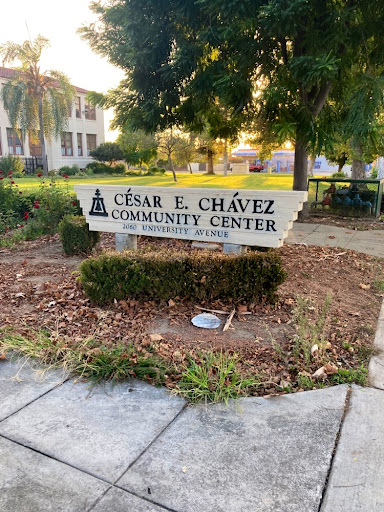 CÉSAR E. CHÁVEZ
COMMUNITY CENTER
2060 UNIVERSITY AVENUE